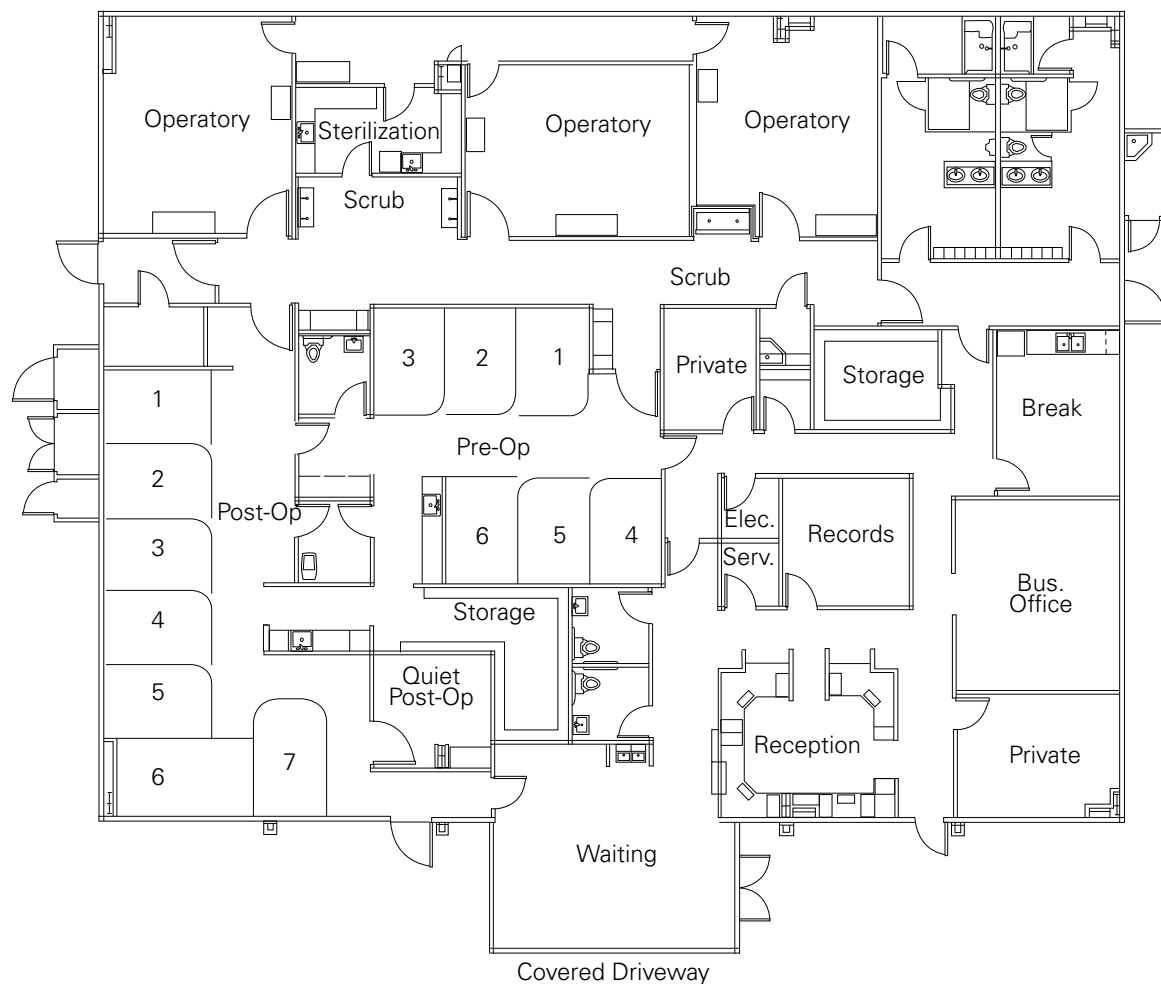 Operatory
Sterilization
Operatory
Operatory
Scrub
Scrub
3
2
1
Private
Storage
1
Break
Pre-Op
2
Post-Op
6
5
4
Elec.
Records
3
Serv.
Bus.
Office
4
Storage
5
Quiet
Post-Op
Reception
Private
6
7
Waiting
Covered Driveway